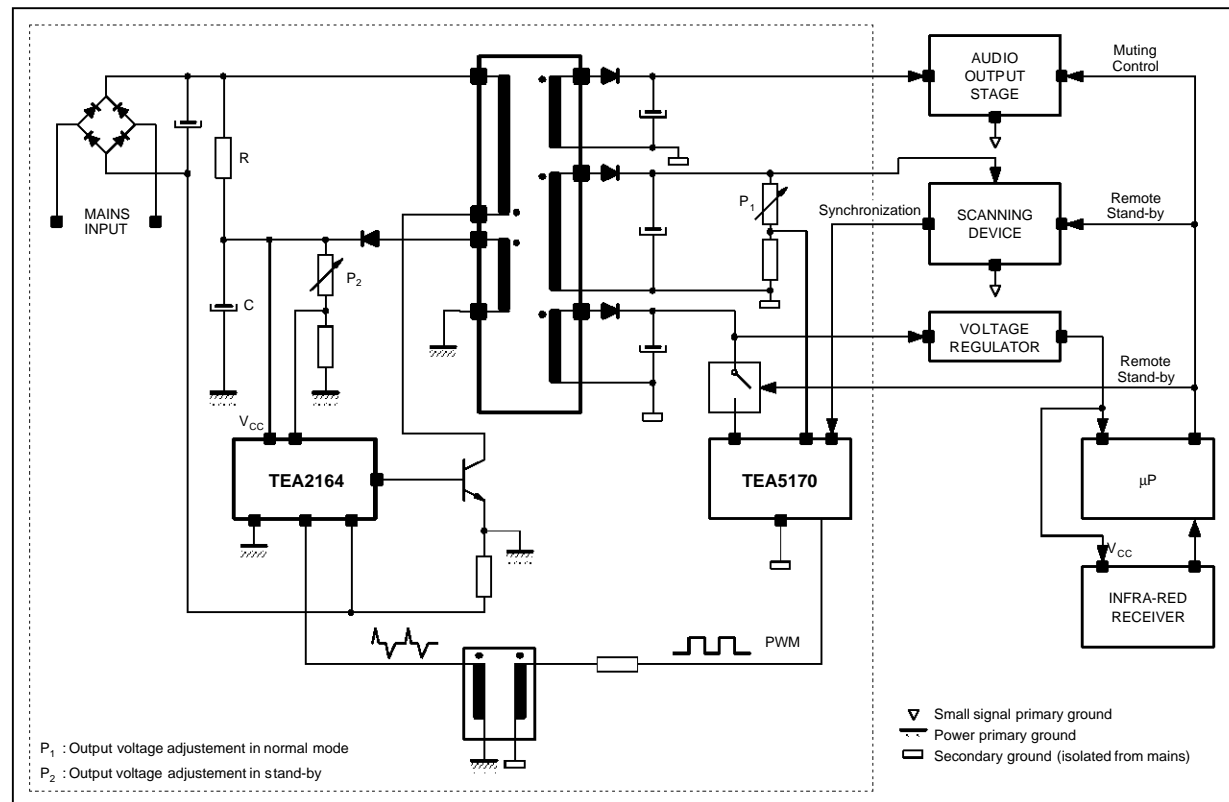 AUDIO
OUTPUT
STAGE
Muting
Control
R
MAINS
INPUT
P1
Synchronization
SCANNING
DEVICE
Remote
Stand-by
P2
C
VOLTAGE
REGULATOR
Remote
Stand-by
VCC
TEA2164
TEA5170
µP
VCC
INFRA-RED
RECEIVER
PWM
Small signal primary ground
Power primary ground
Secondary ground (isolated from mains)
P1 : Output voltage adjustement in normal mode
P2 : Output voltage adjustement in stand-by